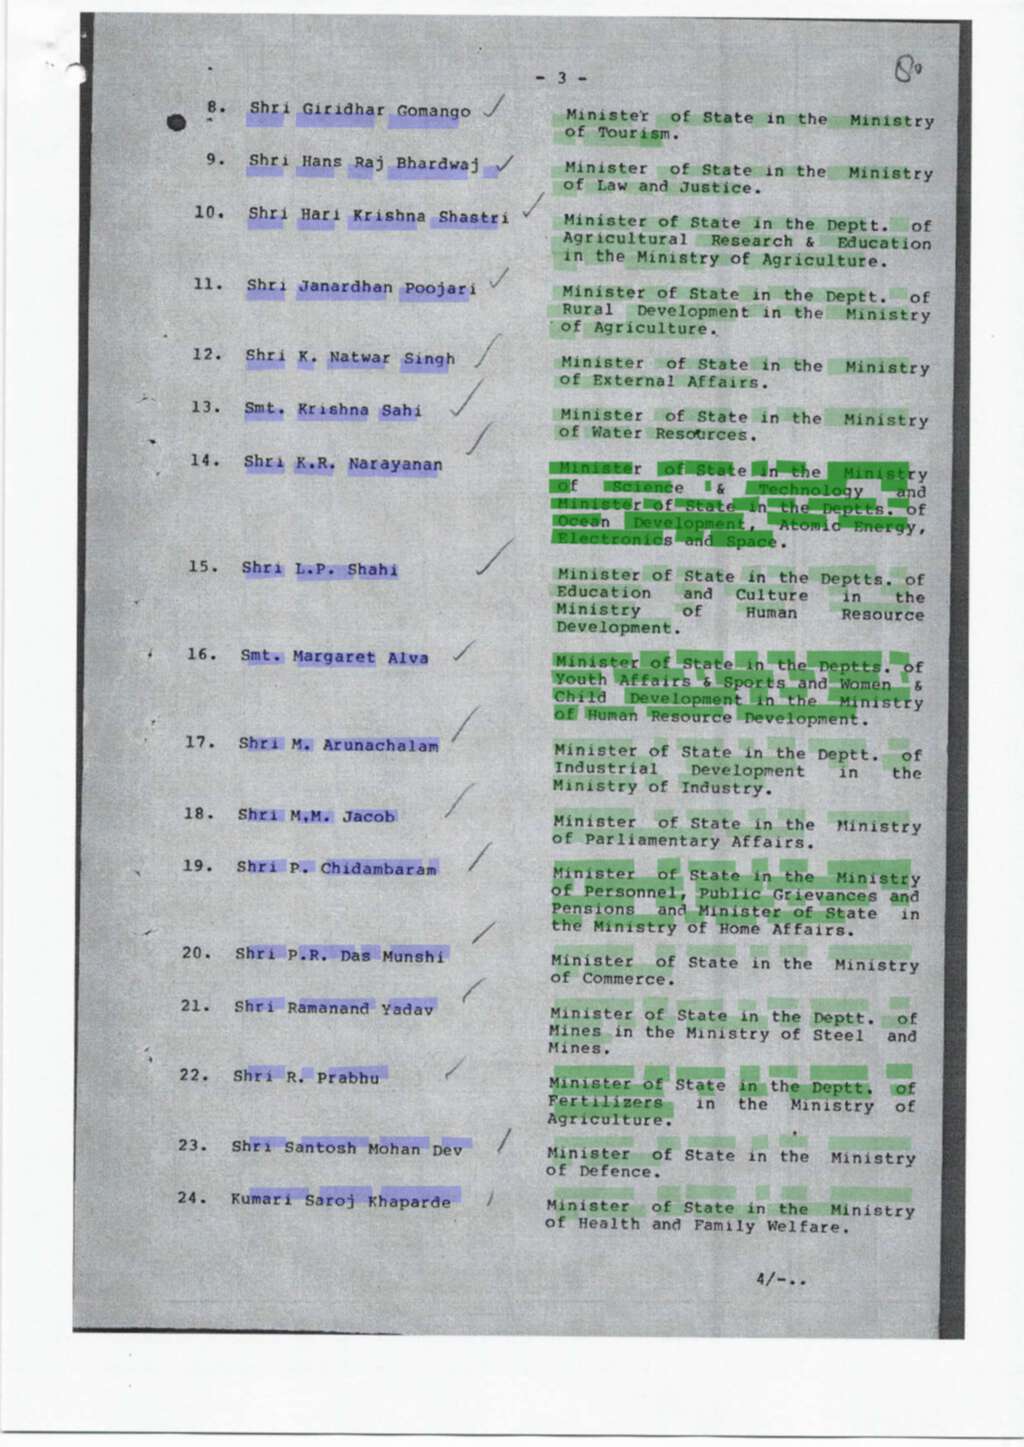 - 3 -
8. Shri Giridhar Gomango ✓ Minister of State in the Ministry
of Tourism.
9. Shri Hans Raj Bhardwaj ✓ Minister of State in the Ministry
of Law and Justice.
10. Shri Hari Krishna Shastri ✓ Minister of State in the Deptt. of
Agricultural Research & Education
in the Ministry of Agriculture.
11. Shri Janardhan Poojari ✓ Minister of State in the Deptt. of
Rural Development in the Ministry
of Agriculture.
12. Shri K. Natwar Singh ✓ Minister of State in the Ministry
of External Affairs.
13. Smt. Krishna Sahi ✓ Minister of State in the Ministry
of Water Resources.
14. Shri K.R. Narayanan ✓ Minister of State in the Ministry
of Science & Technology and
Minister of State in the Deptts. of
Ocean Development, Atomic Energy,
Electronics and Space.
15. Shri L.P. Shahi ✓ Minister of State in the Deptts. of
Education and Culture in the
Ministry of Human Resource
Development.
16. Smt. Margaret Alva ✓ Minister of State in the Deptts. of
Youth Affairs & Sports and Women &
Child Development in the Ministry
of Human Resource Development.
17. Shri M. Arunachalam ✓ Minister of State in the Deptt. of
Industrial Development in the
Ministry of Industry.
18. Shri M.M. Jacob ✓ Minister of State in the Ministry
of Parliamentary Affairs.
19. Shri P. Chidambaram ✓ Minister of State in the Ministry
of Personnel, Public Grievances and
Pensions and Minister of State in
the Ministry of Home Affairs.
20. Shri P.R. Das Munshi ✓ Minister of State in the Ministry
of Commerce.
21. Shri Ramanand Yadav ✓ Minister of State in the Deptt. of
Mines in the Ministry of Steel and
Mines.
22. Shri R. Prabhu ✓ Minister of State in the Deptt. of
Fertilizers in the Ministry of
Agriculture.
23. Shri Santosh Mohan Dev / Minister of State in the Ministry
of Defence.
24. Kumari Saroj Khaparde / Minister of State in the Ministry
of Health and Family Welfare.
4/-..